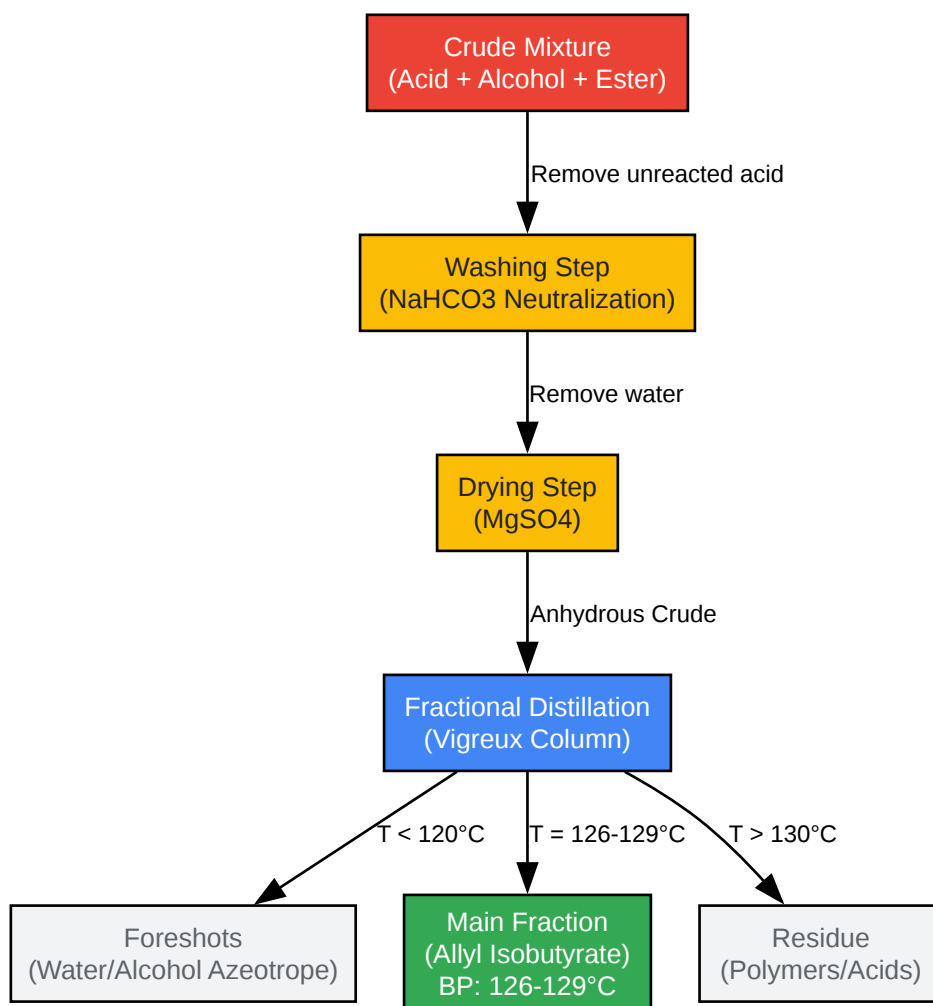 Crude Mixture
(Acid + Alcohol + Ester)
Remove unreacted acid
Washing Step
(NaHCO3 Neutralization)
Remove water
Drying Step
(MgSO4)
Anhydrous Crude
Fractional Distillation
(Vigreux Column)
T < 120°C
T = 126-129°C
T > 130°C
Foreshots
(Water/Alcohol Azeotrope)
Main Fraction
(Allyl Isobutyrate)
BP: 126-129°C
Residue
(Polymers/Acids)